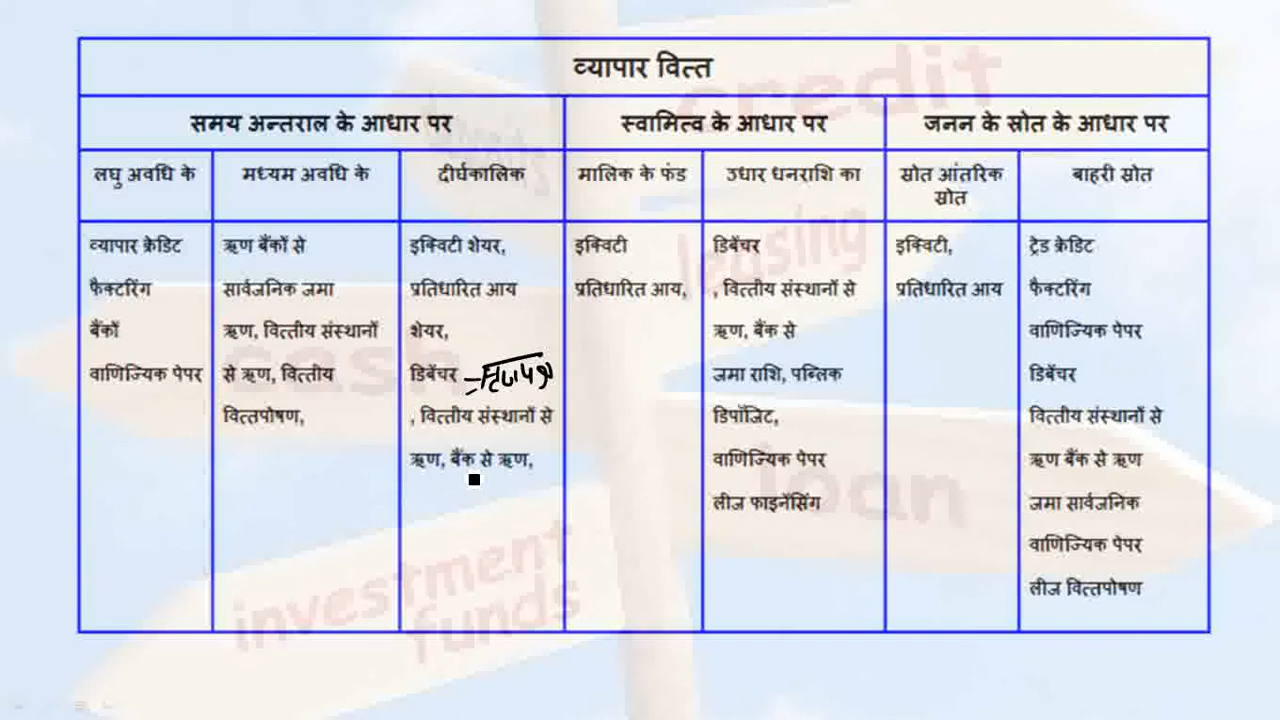 व्यापार वित्त
समय अन्तराल के आधार पर
स्वामित्व के आधार पर
जनन के स्रोत के आधार पर
लघु अवधि के
मध्यम अवधि के
दीर्घकालिक
मालिक के फंड
उधार धनराशि का
स्रोत आंतरिक
स्रोत
बाहरी स्रोत
व्यापार क्रेडिट
फैक्टरिंग
बैंकों
वाणिज्यिक पेपर
ऋण बैंकों से
सार्वजनिक जमा
ऋण, वित्तीय संस्थानों
से ऋण, वित्तीय
वित्तपोषण,
इक्विटी शेयर,
प्रतिधारित आय
शेयर,
डिबेंचर
, वित्तीय संस्थानों से
ऋण, बैंक से ऋण,
इक्विटी
प्रतिधारित आय,
डिबेंचर
, वित्तीय संस्थानों से
ऋण, बैंक से
जमा राशि, पब्लिक
डिपॉजिट,
वाणिज्यिक पेपर
लीज फाइनेंसिंग
इक्विटी,
प्रतिधारित आय
ट्रेड क्रेडिट
फैक्टरिंग
वाणिज्यिक पेपर
डिबेंचर
वित्तीय संस्थानों से
ऋण बैंक से ऋण
जमा सार्वजनिक
वाणिज्यिक पेपर
लीज वित्तपोषण
credit
leasing
cash
loan
investment
funds